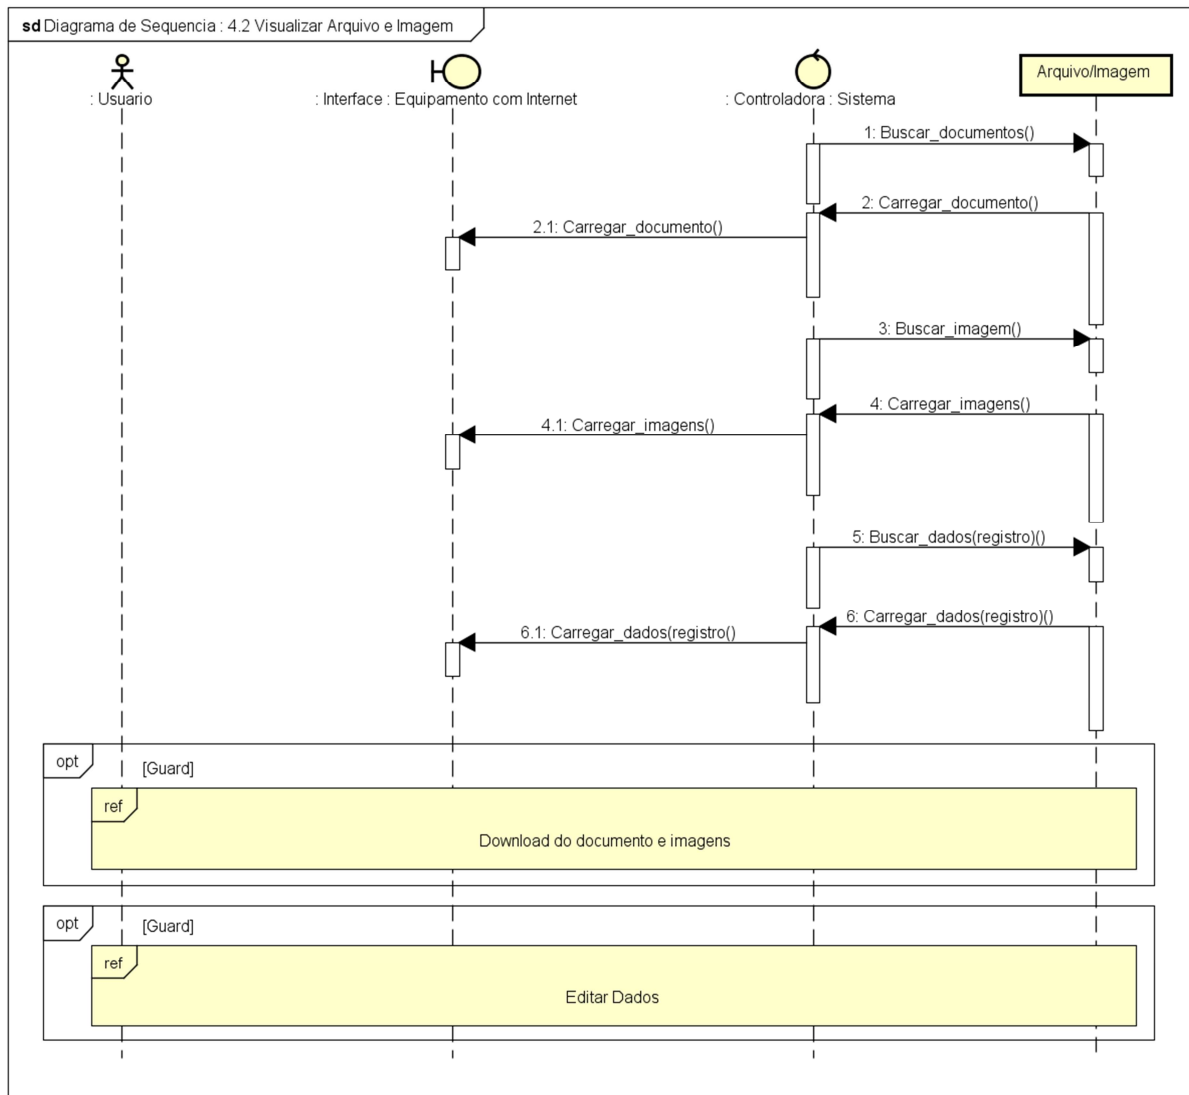 sd Diagrama de Sequencia : 4.2 Visualizar Arquivo e Imagem
: Usuario
: Interface : Equipamento com Internet
: Controladora : Sistema
Arquivo/Imagem
1: Buscar_documentos()
2: Carregar_documento()
2.1: Carregar_documento()
3: Buscar_imagem()
4: Carregar_imagens()
4.1: Carregar_imagens()
5: Buscar_dados(registro)()
6: Carregar_dados(registro)()
6.1: Carregar_dados(registro()
opt
[Guard]
ref
Download do documento e imagens
opt
[Guard]
ref
Editar Dados